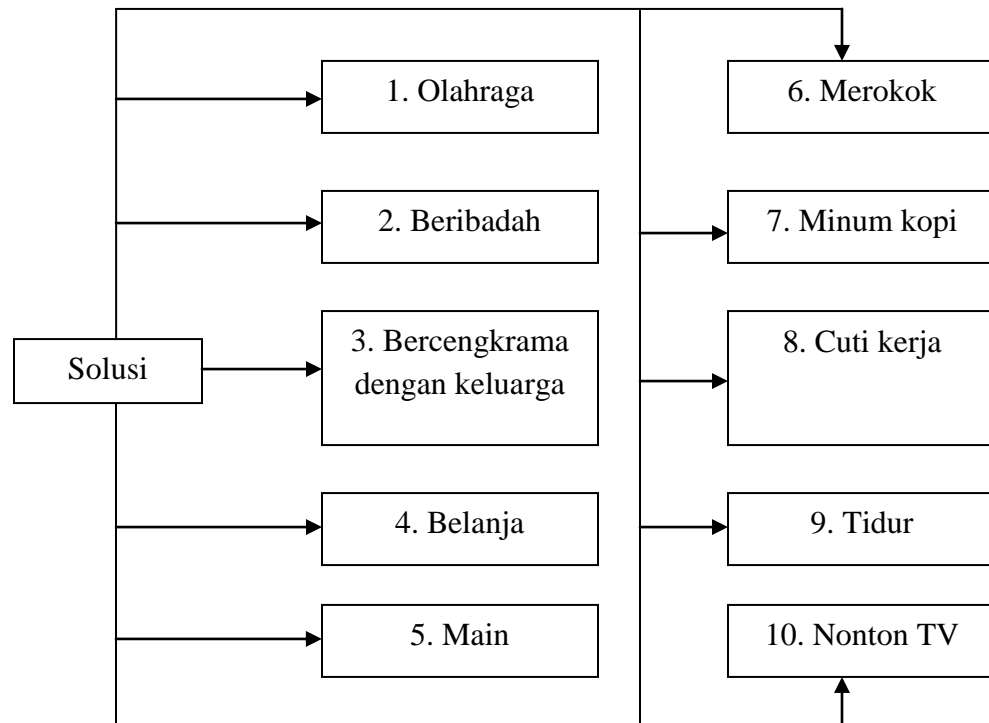 Solusi
1. Olahraga
2. Beribadah
3. Bercengkrama
dengan keluarga
4. Belanja
5. Main
6. Merokok
7. Minum kopi
8. Cuti kerja
9. Tidur
10. Nonton TV